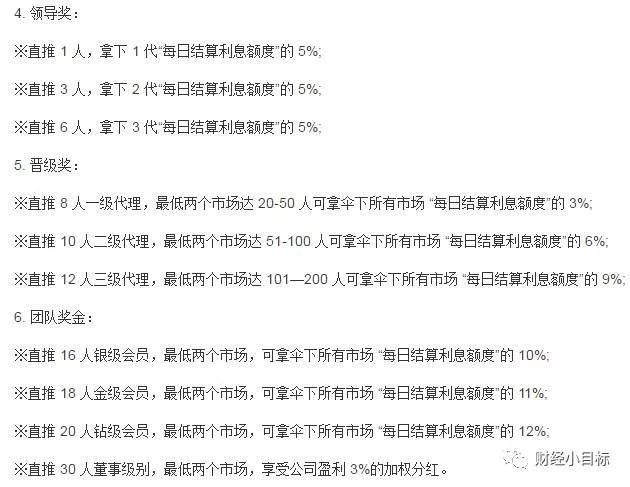 4. 领导奖：
※直推 1 人，拿下 1 代“每日结算利息额度”的 5%;
※直推 3 人，拿下 2 代“每日结算利息额度”的 5%;
※直推 6 人，拿下 3 代“每日结算利息额度”的 5%;
5. 晋级奖：
※直推 8 人一级代理，最低两个市场达 20-50 人可拿伞下所有市场 “每日结算利息额度”的 3%;
※直推 10 人二级代理，最低两个市场达 51-100 人可拿伞下所有市场 “每日结算利息额度”的 6%;
※直推 12 人三级代理，最低两个市场达 101—200 人可拿伞下所有市场 “每日结算利息额度”的 9%;
6. 团队奖金：
※直推 16 人银级会员，最低两个市场，可拿伞下所有市场 “每日结算利息额度”的 10%;
※直推 18 人金级会员，最低两个市场，可拿伞下所有市场 “每日结算利息额度”的 11%;
※直推 20 人钻级会员，最低两个市场，可拿伞下所有市场 “每日结算利息额度”的 12%;
※直推 30 人董事级别，最低两个市场，享受公司盈利 3%的加权分红。
财经小目标